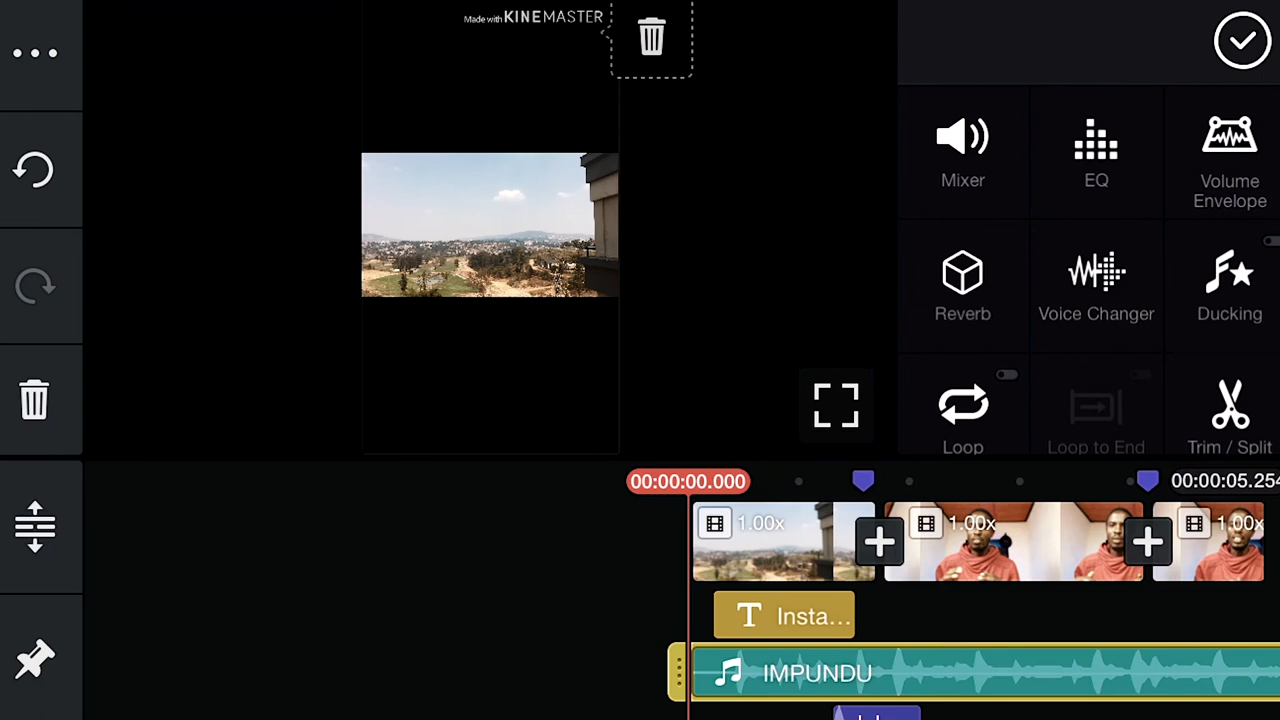 Made with KINEMASTER
Mixer
EQ
Volume
Envelope
Reverb
Voice Changer
Ducking
Loop
Loop to End
Trim / Split
00:00:00.000
00:00:05.254
1.00x
1.00x
1.00x
T Insta...
IMPUNDU